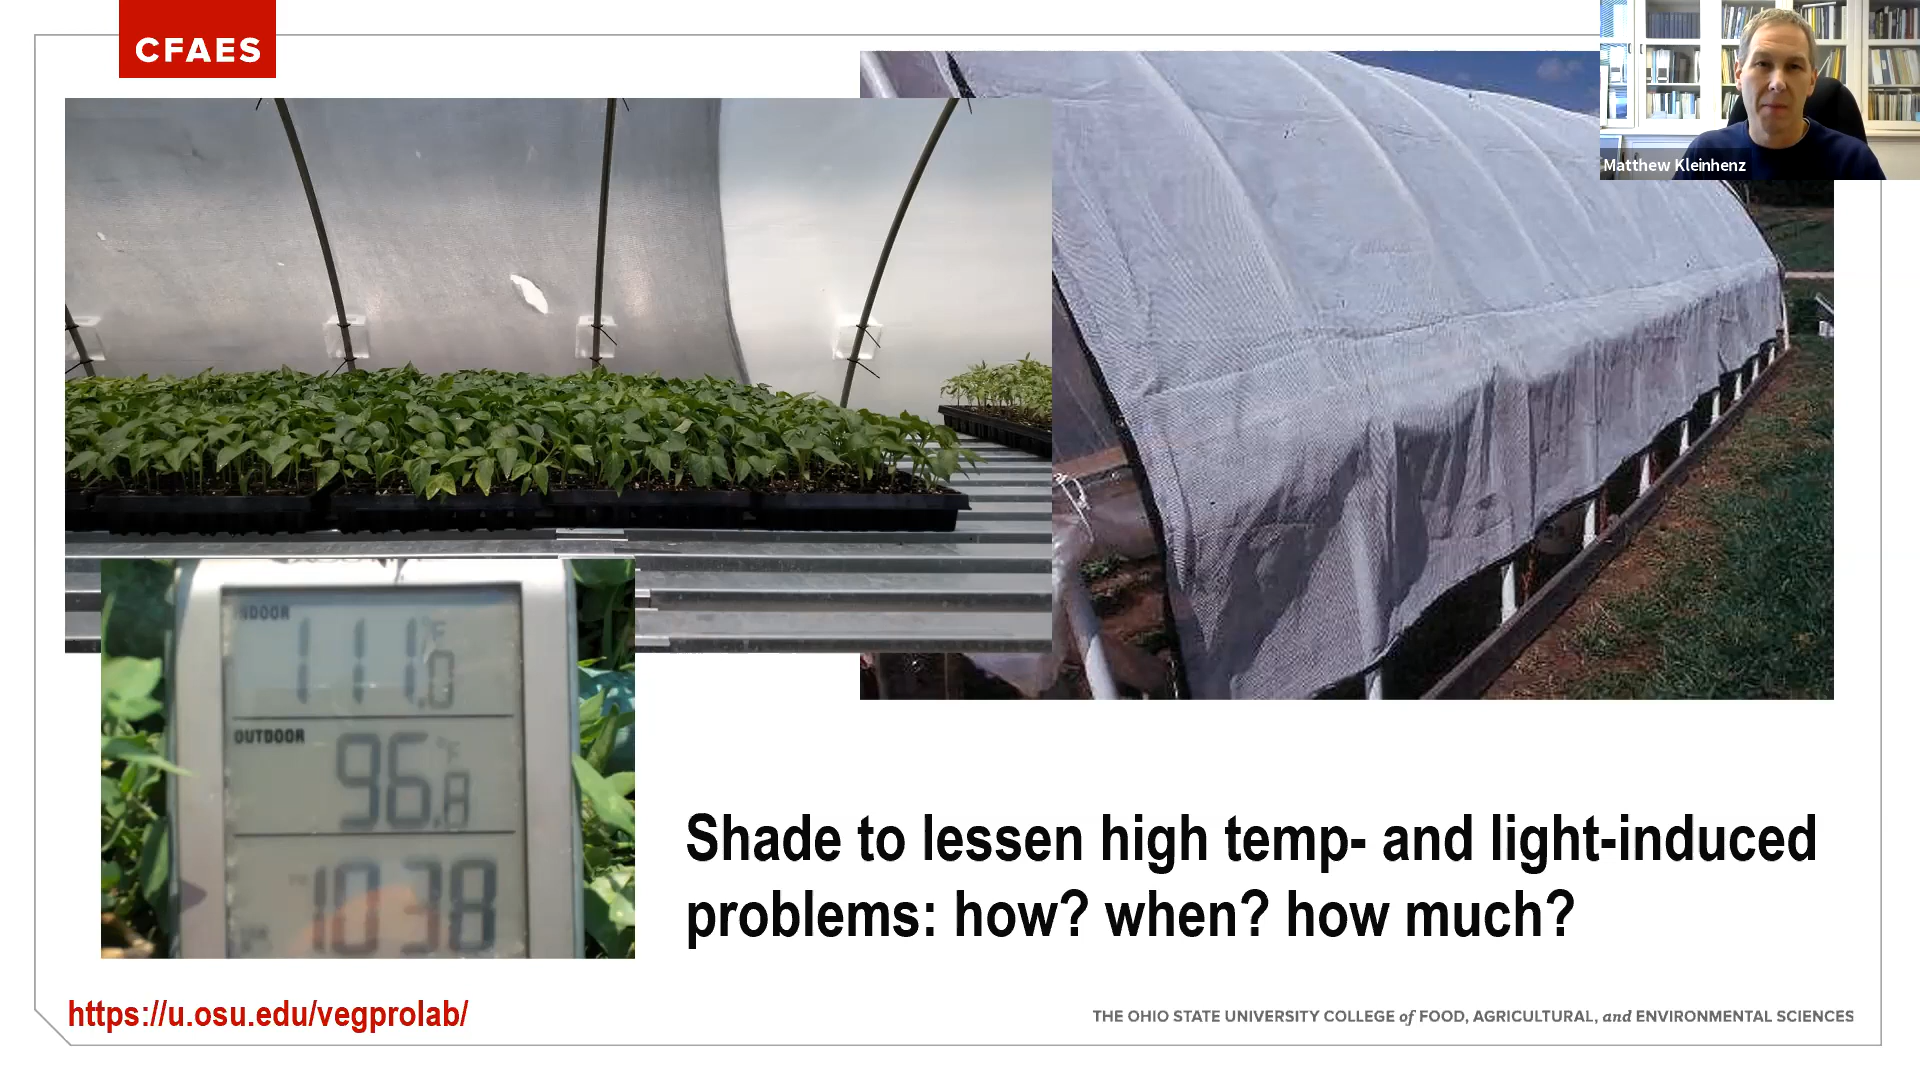 CFAES
Matthew Kleinhenz
INDOOR
111.0 °F
OUTDOOR
96.8 °F
10 38
Shade to lessen high temp- and light-induced
problems: how? when? how much?
https://u.osu.edu/vegprolab/
THE OHIO STATE UNIVERSITY COLLEGE of FOOD, AGRICULTURAL, and ENVIRONMENTAL SCIENCES